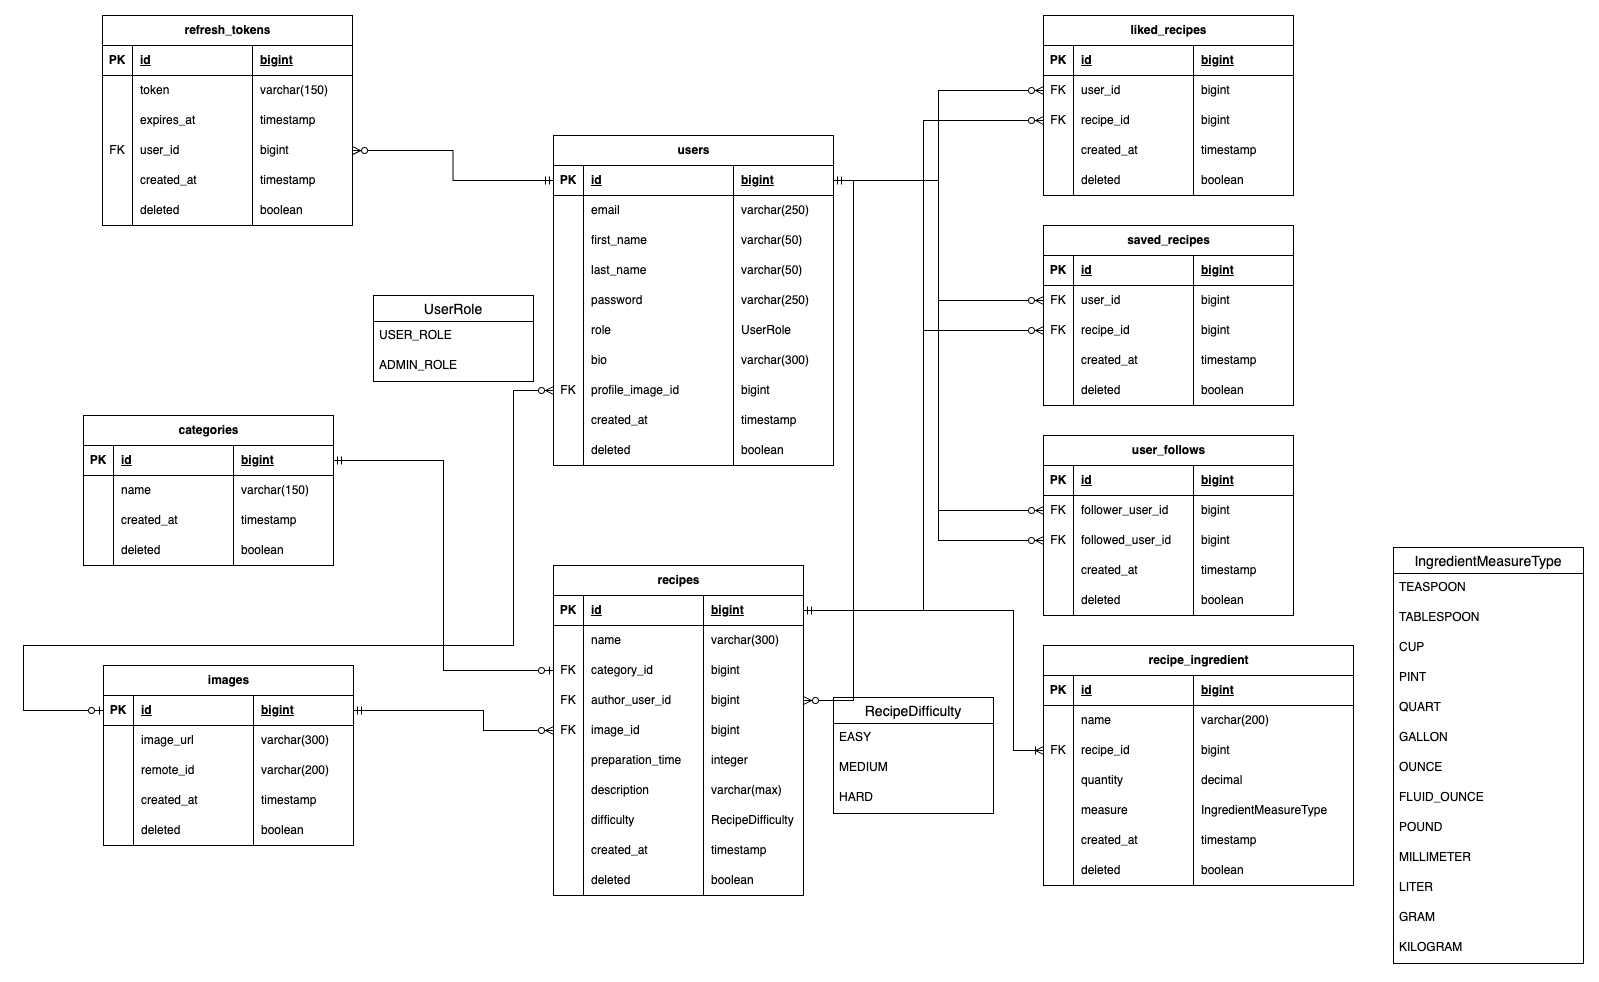 refresh_tokens
PK id bigint
token varchar(150)
expires_at timestamp
FK user_id bigint
created_at timestamp
deleted boolean
users
PK id bigint
email varchar(250)
first_name varchar(50)
last_name varchar(50)
password varchar(250)
role UserRole
bio varchar(300)
FK profile_image_id bigint
created_at timestamp
deleted boolean
liked_recipes
PK id bigint
FK user_id bigint
FK recipe_id bigint
created_at timestamp
deleted boolean
saved_recipes
PK id bigint
FK user_id bigint
FK recipe_id bigint
created_at timestamp
deleted boolean
UserRole
USER_ROLE
ADMIN_ROLE
categories
PK id bigint
name varchar(150)
created_at timestamp
deleted boolean
user_follows
PK id bigint
FK follower_user_id bigint
FK followed_user_id bigint
created_at timestamp
deleted boolean
images
PK id bigint
image_url varchar(300)
remote_id varchar(200)
created_at timestamp
deleted boolean
recipes
PK id bigint
name varchar(300)
FK category_id bigint
FK author_user_id bigint
FK image_id bigint
preparation_time integer
description varchar(max)
difficulty RecipeDifficulty
created_at timestamp
deleted boolean
RecipeDifficulty
EASY
MEDIUM
HARD
recipe_ingredient
PK id bigint
name varchar(200)
FK recipe_id bigint
quantity decimal
measure IngredientMeasureType
created_at timestamp
deleted boolean
IngredientMeasureType
TEASPOON
TABLESPOON
CUP
PINT
QUART
GALLON
OUNCE
FLUID_OUNCE
POUND
MILLIMETER
LITER
GRAM
KILOGRAM